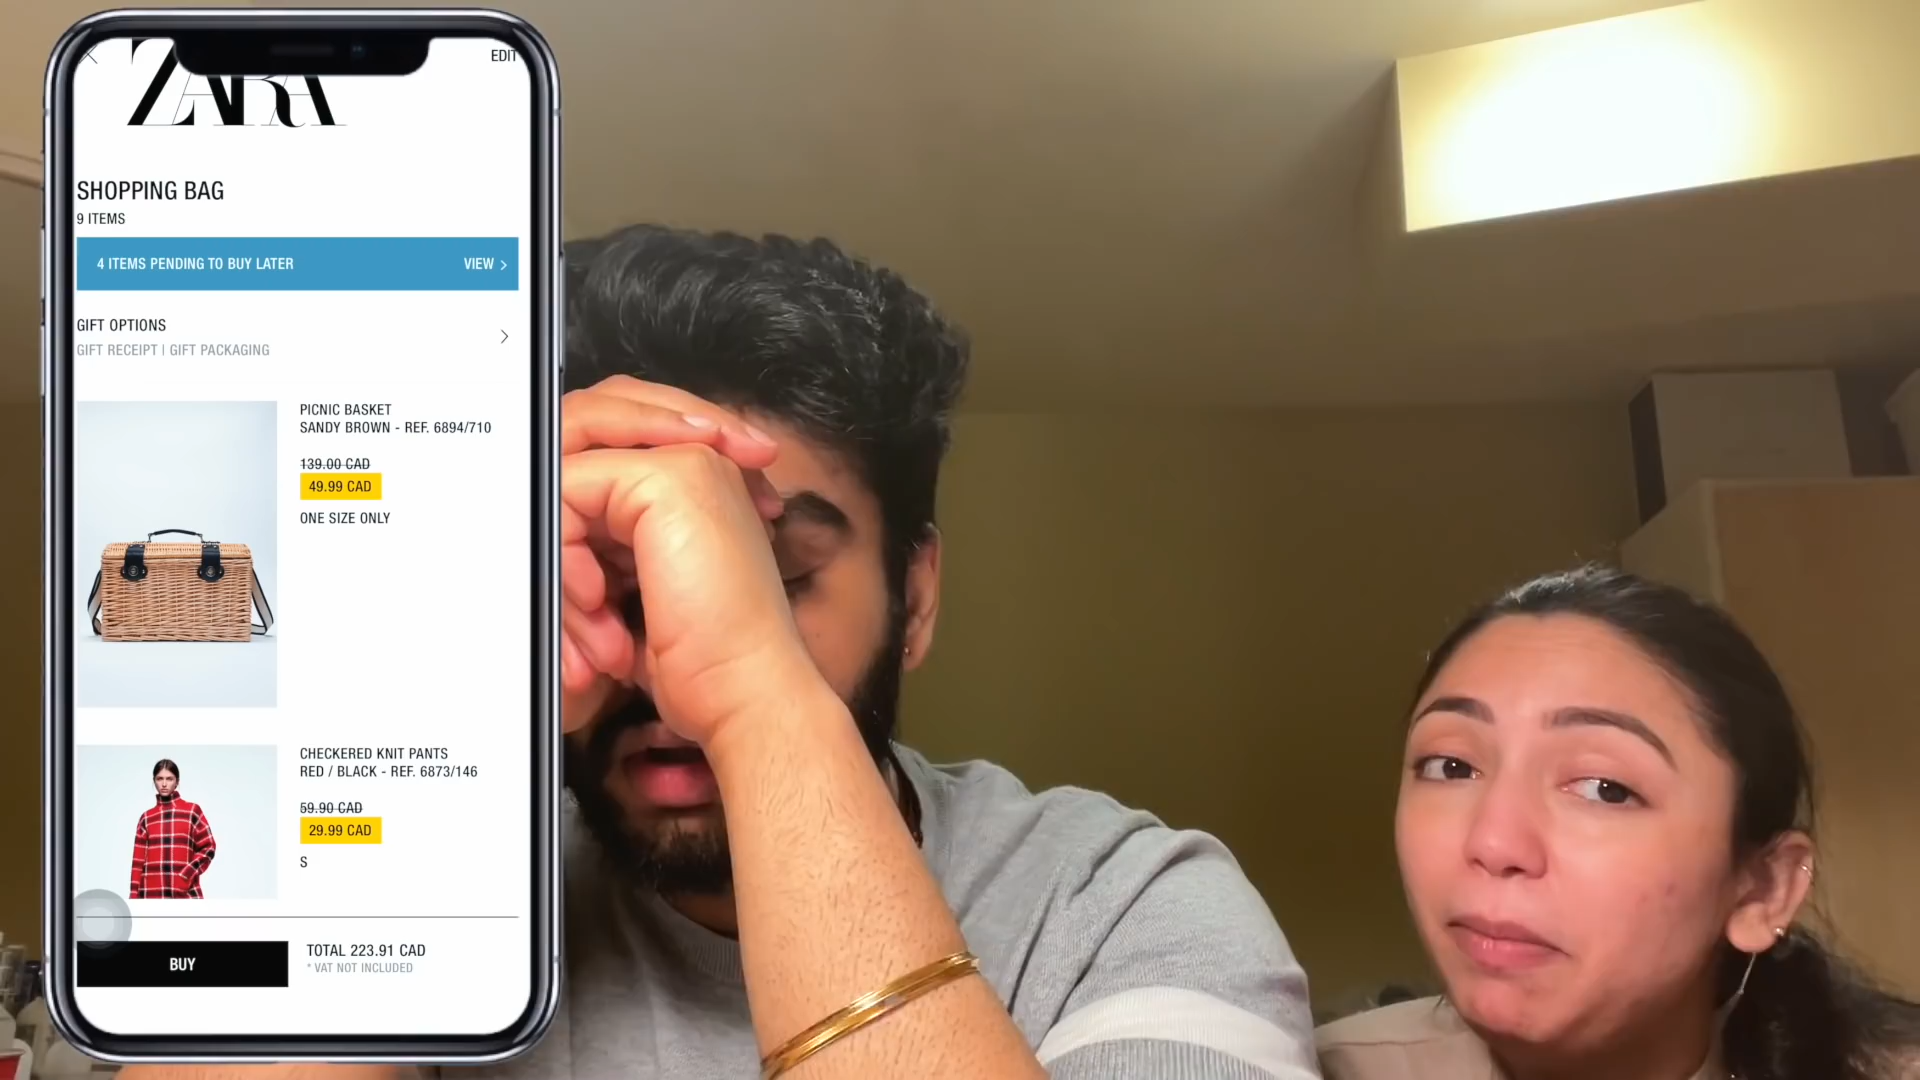 EDIT
ZARA
SHOPPING BAG
9 ITEMS
4 ITEMS PENDING TO BUY LATER
VIEW
GIFT OPTIONS
GIFT RECEIPT | GIFT PACKAGING
PICNIC BASKET
SANDY BROWN - REF. 6894/710
139.00 CAD
49.99 CAD
ONE SIZE ONLY
CHECKERED KNIT PANTS
RED / BLACK - REF. 6873/146
59.90 CAD
29.99 CAD
S
BUY
TOTAL 223.91 CAD
* VAT NOT INCLUDED